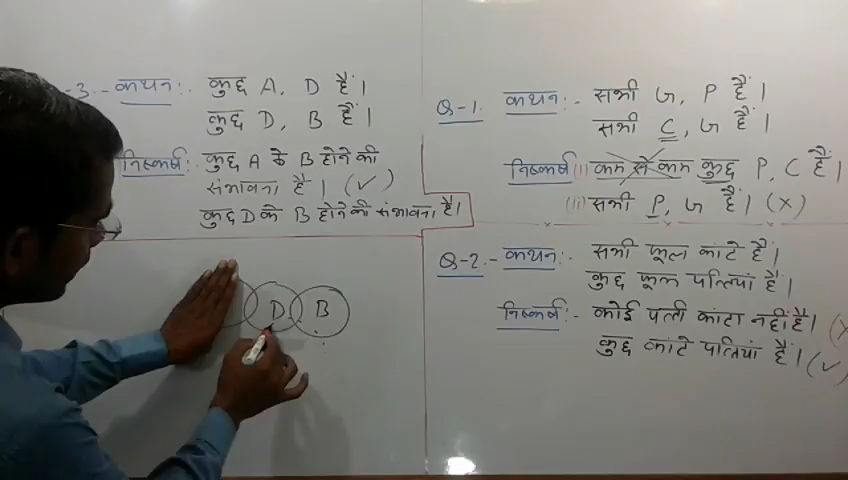 3.- कथन:- कुछ A, D हैं।
कुछ D, B हैं।
निष्कर्ष:- कुछ A के B होने की
संभावना है। (✓)
कुछ D के B होने की संभावना है।
D B
Q-1. कथन:- सभी G, P हैं।
सभी C, G हैं।
निष्कर्ष (i) कम से कम कुछ P, C हैं।
(ii) सभी P, G हैं। (X)
Q-2.- कथन:- सभी फूल कांटे हैं।
कुछ फूल पत्तियां हैं।
निष्कर्ष:- कोई पत्ती कांटा नहीं है। (X
कुछ कांटे पत्तियां हैं। (✓)